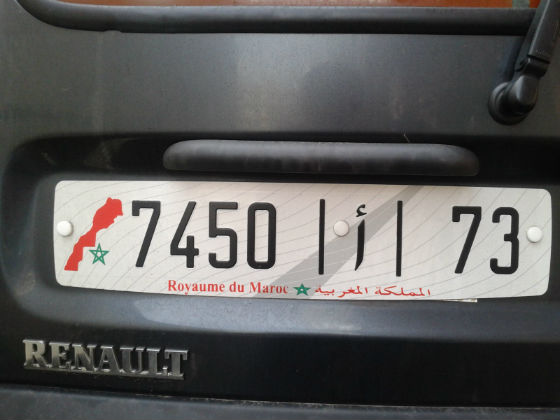 7450 | أ | 73
Royaume du Maroc المملكة المغربية
RENAULT